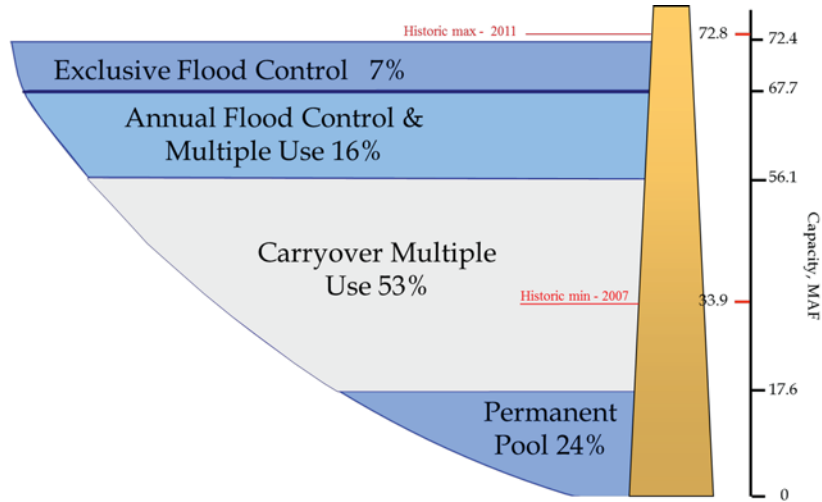 Historic max - 2011
72.8
72.4
Exclusive Flood Control 7%
67.7
Annual Flood Control &
Multiple Use 16%
56.1
Carryover Multiple
Use 53%
Capacity, MAF
Historic min - 2007
33.9
17.6
Permanent
Pool 24%
0